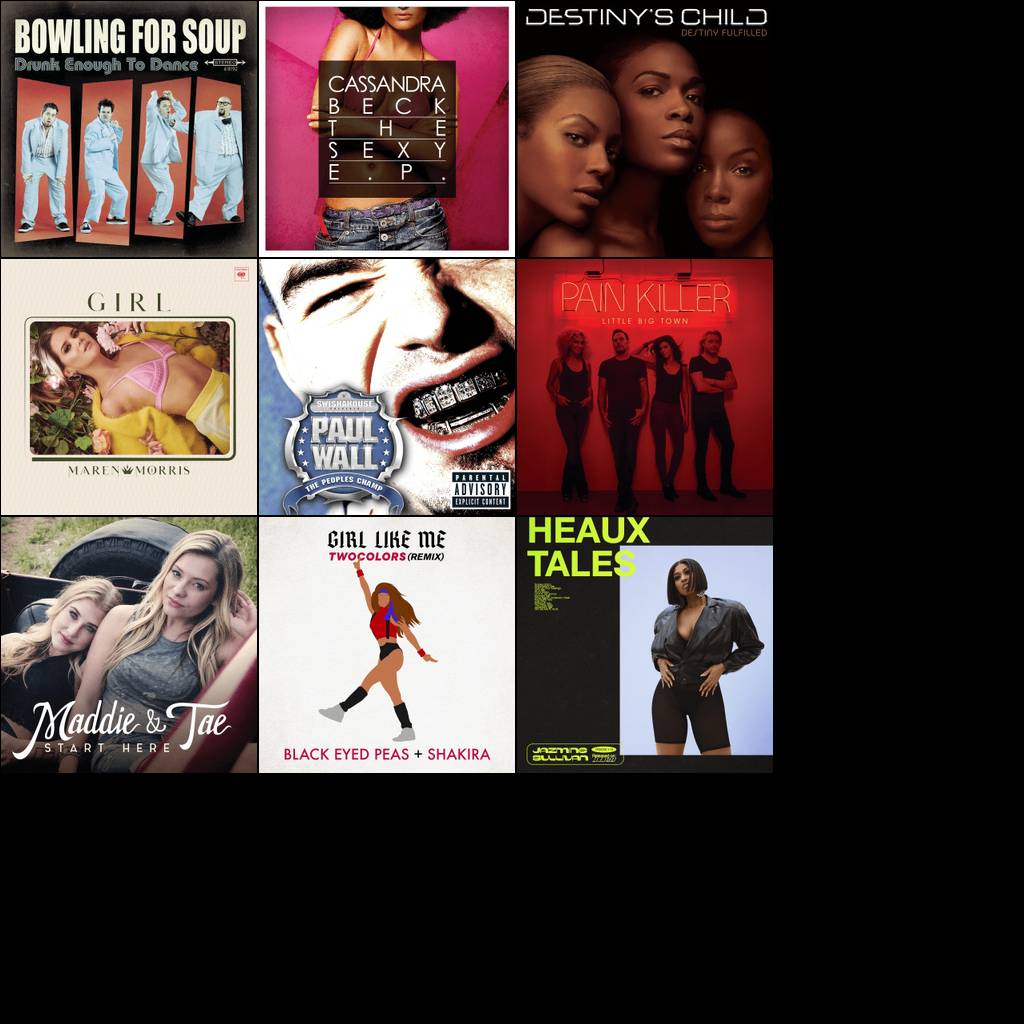 BOWLING FOR SOUP
Drunk Enough To Dance
STEREO
CASSANDRA
BECK
THE
SEXY
E.P.
DESTINY'S CHILD
DESTINY FULFILLED
GIRL
MAREN MORRIS
SWISHAHOUSE
PAUL
WALL
THE PEOPLES CHAMP
PARENTAL
ADVISORY
EXPLICIT CONTENT
PAIN KILLER
LITTLE BIG TOWN
Maddie & Tae
START HERE
GIRL LIKE ME
TWOCOLORS (REMIX)
BLACK EYED PEAS + SHAKIRA
HEAUX
TALES
JAZMINE
SULLIVAN